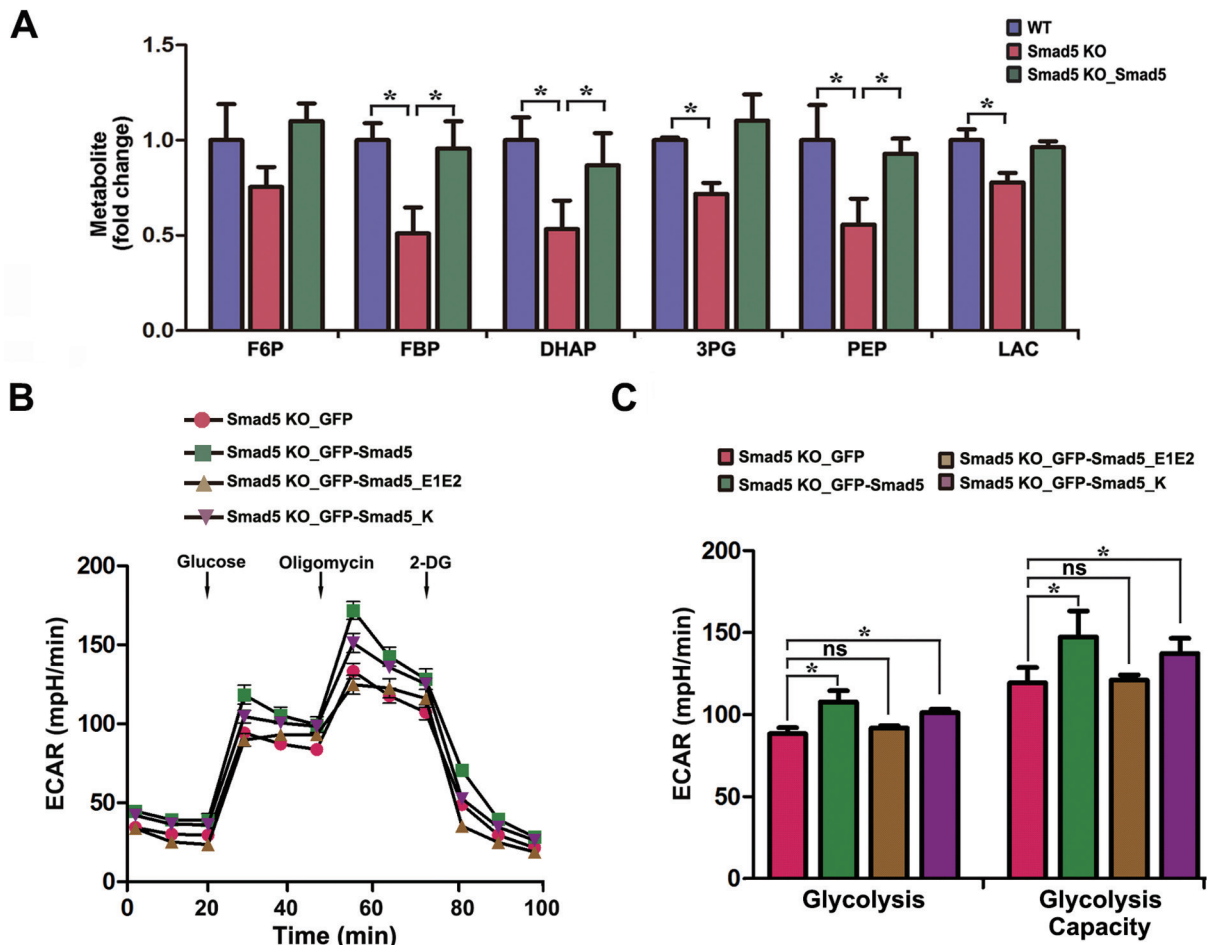 A
WT
Smad5 KO
Smad5 KO_Smad5
Metabolite
(fold change)
1.5
1.0
0.5
0.0
* * * * * * * *
F6P FBP DHAP 3PG PEP LAC
B
Smad5 KO_GFP
Smad5 KO_GFP-Smad5
Smad5 KO_GFP-Smad5_E1E2
Smad5 KO_GFP-Smad5_K
Glucose Oligomycin 2-DG
ECAR (mpH/min)
200
150
100
50
0
0 20 40 60 80 100
Time (min)
C
Smad5 KO_GFP Smad5 KO_GFP-Smad5_E1E2
Smad5 KO_GFP-Smad5 Smad5 KO_GFP-Smad5_K
ECAR (mpH/min)
200
150
100
50
0
*
ns
*
*
ns
*
Glycolysis Glycolysis
Capacity